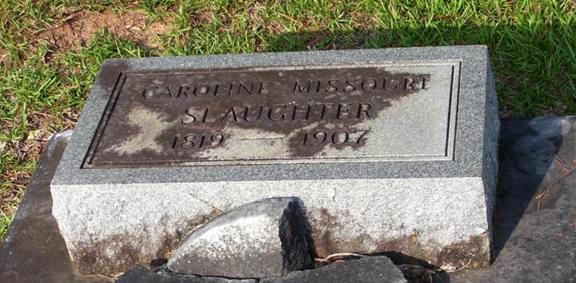 CAROLINE MISSOURI
SLAUGHTER
1819 — 1907